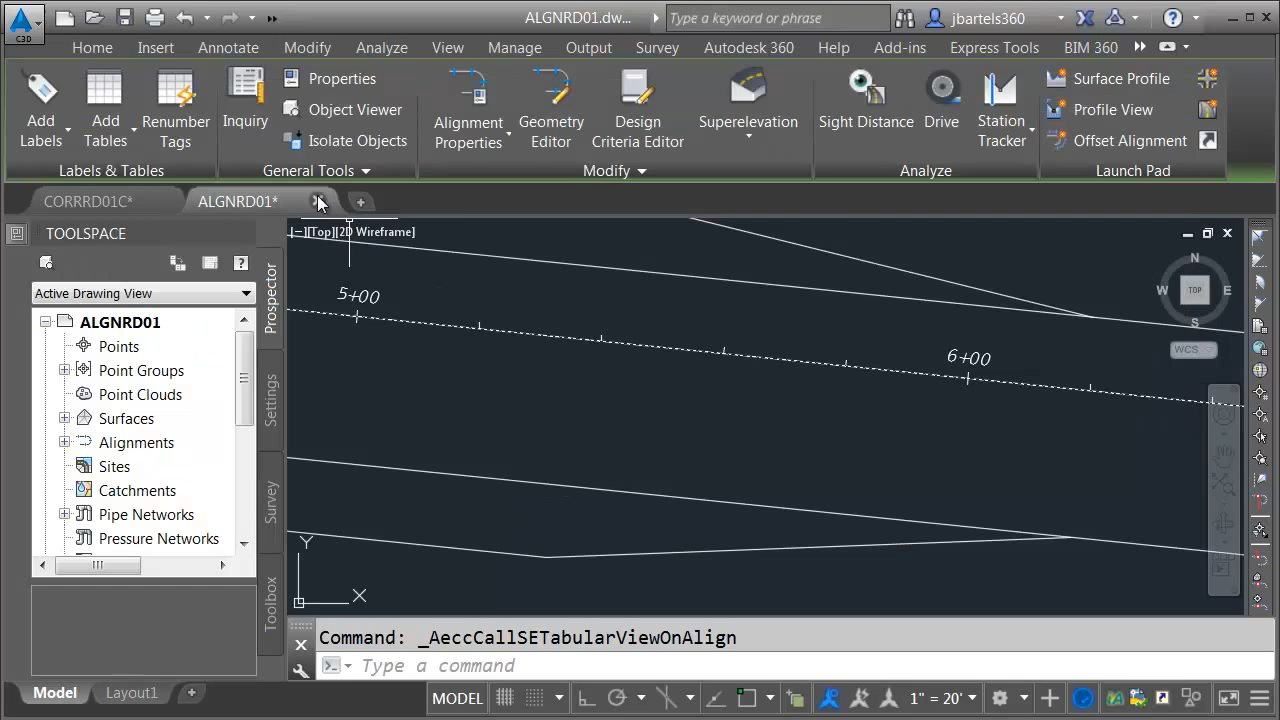 C3D
ALGNRD01.dw...
Type a keyword or phrase
jbartels360
Home Insert Annotate Modify Analyze View Manage Output Survey Autodesk 360 Help Add-ins Express Tools BIM 360
Add Labels
Add Tables
Renumber Tags
Labels & Tables
Inquiry
Properties
Object Viewer
Isolate Objects
General Tools
Alignment Properties
Geometry Editor
Design Criteria Editor
Superelevation
Modify
Sight Distance
Drive
Station Tracker
Analyze
Surface Profile
Profile View
Offset Alignment
Launch Pad
CORRRD01C*
ALGNRD01*
TOOLSPACE
Active Drawing View
ALGNRD01
Points
Point Groups
Point Clouds
Surfaces
Alignments
Sites
Catchments
Pipe Networks
Pressure Networks
Prospector
Settings
Survey
Toolbox
[−][Top][2D Wireframe]
5+00
6+00
N
W TOP E
S
WCS
Y
X
Command: _AeccCallSETabularViewOnAlign
Type a command
Model Layout1
MODEL
1" = 20'